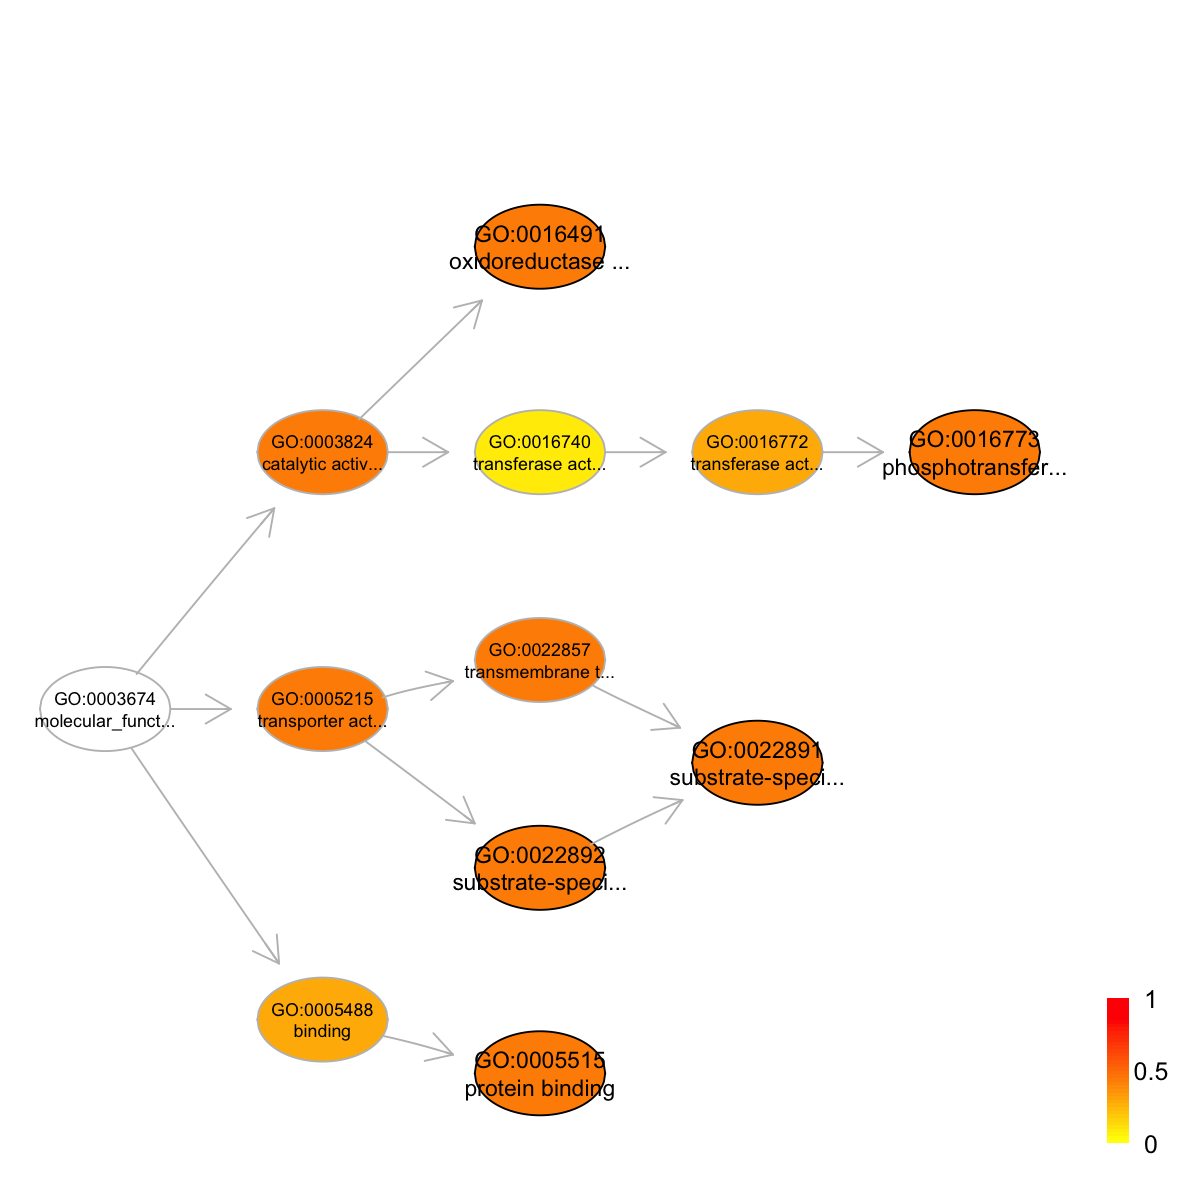 GO:0016491
oxidoreductase ...
GO:0003824
catalytic activ...
GO:0016740
transferase act...
GO:0016772
transferase act...
GO:0016773
phosphotransfer...
GO:0022857
transmembrane t...
GO:0003674
molecular_funct...
GO:0005215
transporter act...
GO:0022891
substrate-speci...
GO:0022892
substrate-speci...
GO:0005488
binding
GO:0005515
protein binding
1
0.5
0